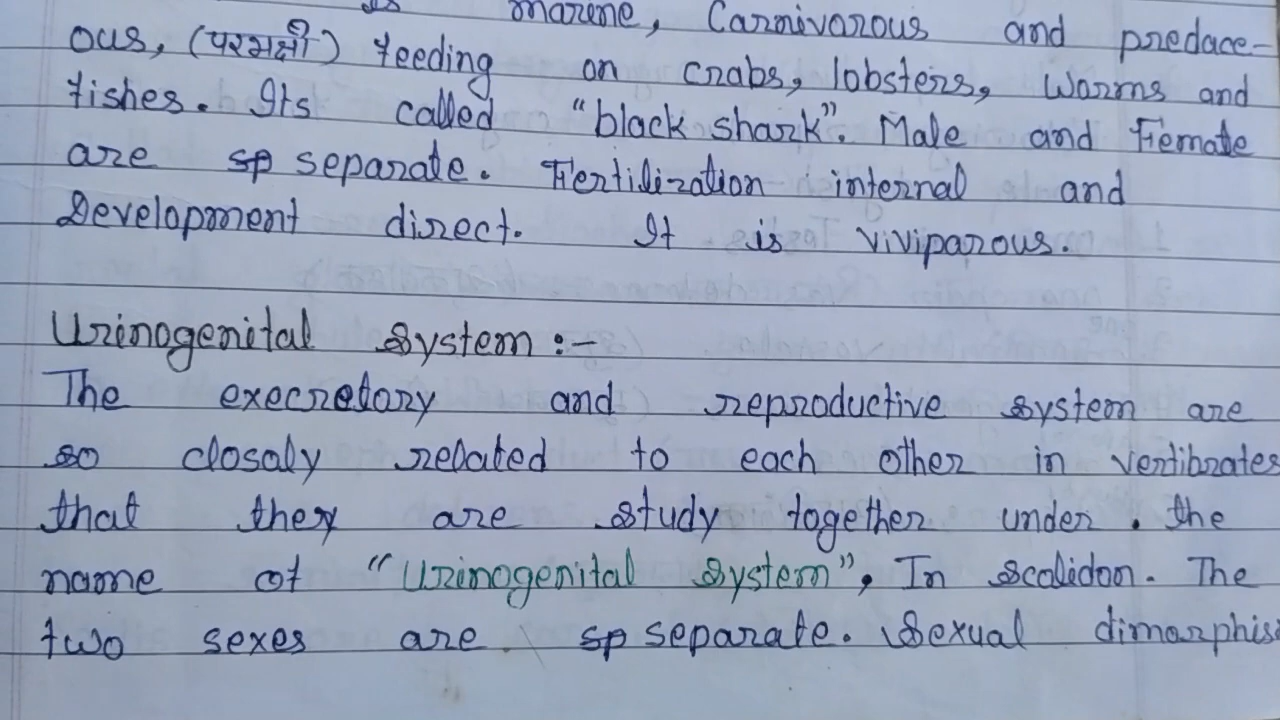 is marine, Carnivorous and predace-
ous, (परभक्षी) feeding on crabs, lobsters, Worms and
fishes. Its called "black shark". Male and Female
are sp separate. Fertilization internal and
Development direct. It is viviparous.
Urinogenital System :-
The execretory and reproductive system are
so closaly related to each other in vertibrates
that they are study together under . the
name of "Urinogenital System", In Scolidon. The
two sexes are sp separate. Sexual dimorphis